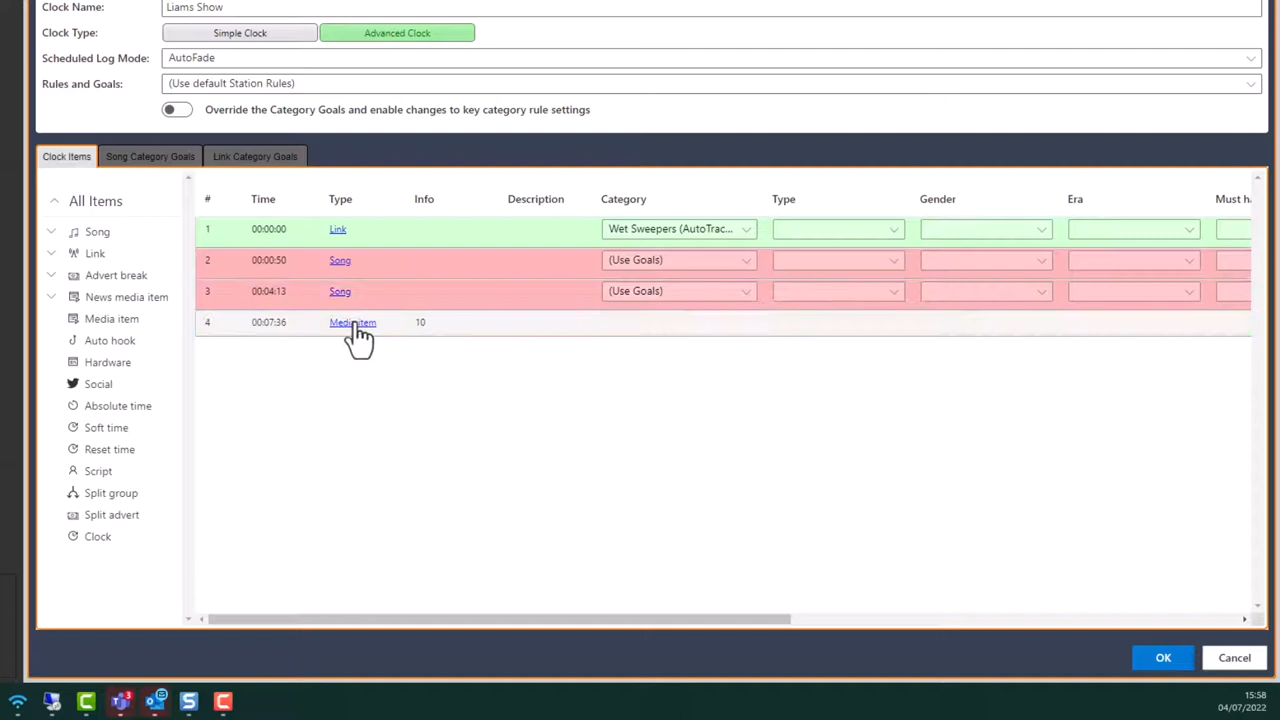 Clock Name: Liams Show
Clock Type: Simple Clock Advanced Clock
Scheduled Log Mode: AutoFade
Rules and Goals: (Use default Station Rules)
Override the Category Goals and enable changes to key category rule settings
Clock Items Song Category Goals Link Category Goals
All Items
Song
Link
Advert break
News media item
Media item
Auto hook
Hardware
Social
Absolute time
Soft time
Reset time
Script
Split group
Split advert
Clock
# Time Type Info Description Category Type Gender Era Must ha
1 00:00:00 Link Wet Sweepers (AutoTrac...
2 00:00:50 Song (Use Goals)
3 00:04:13 Song (Use Goals)
4 00:07:36 Media item 10
OK Cancel
3
15:58
04/07/2022